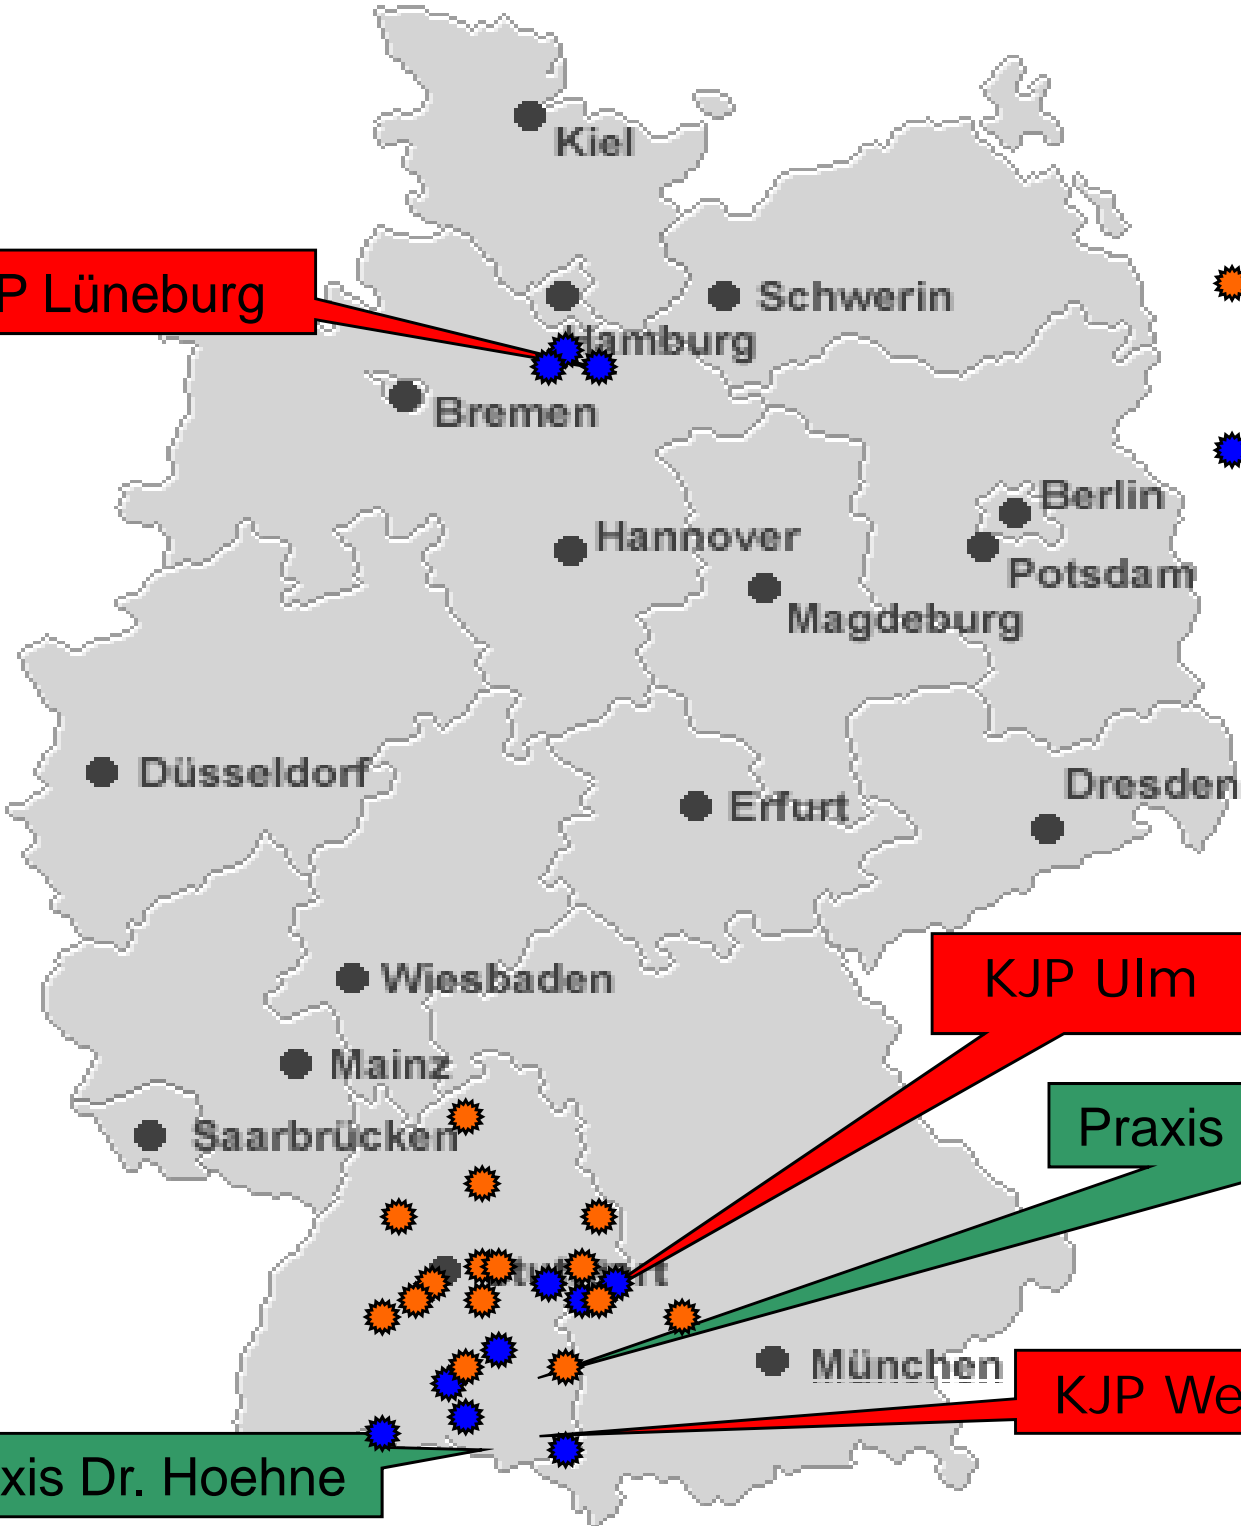 Kiel
P Lüneburg
Schwerin
Hamburg
Bremen
Berlin
Hannover
Potsdam
Magdeburg
Düsseldorf
Dresden
Erfurt
KJP Ulm
Wiesbaden
Mainz
Praxis
Saarbrücken
München
KJP We
xis Dr. Hoehne